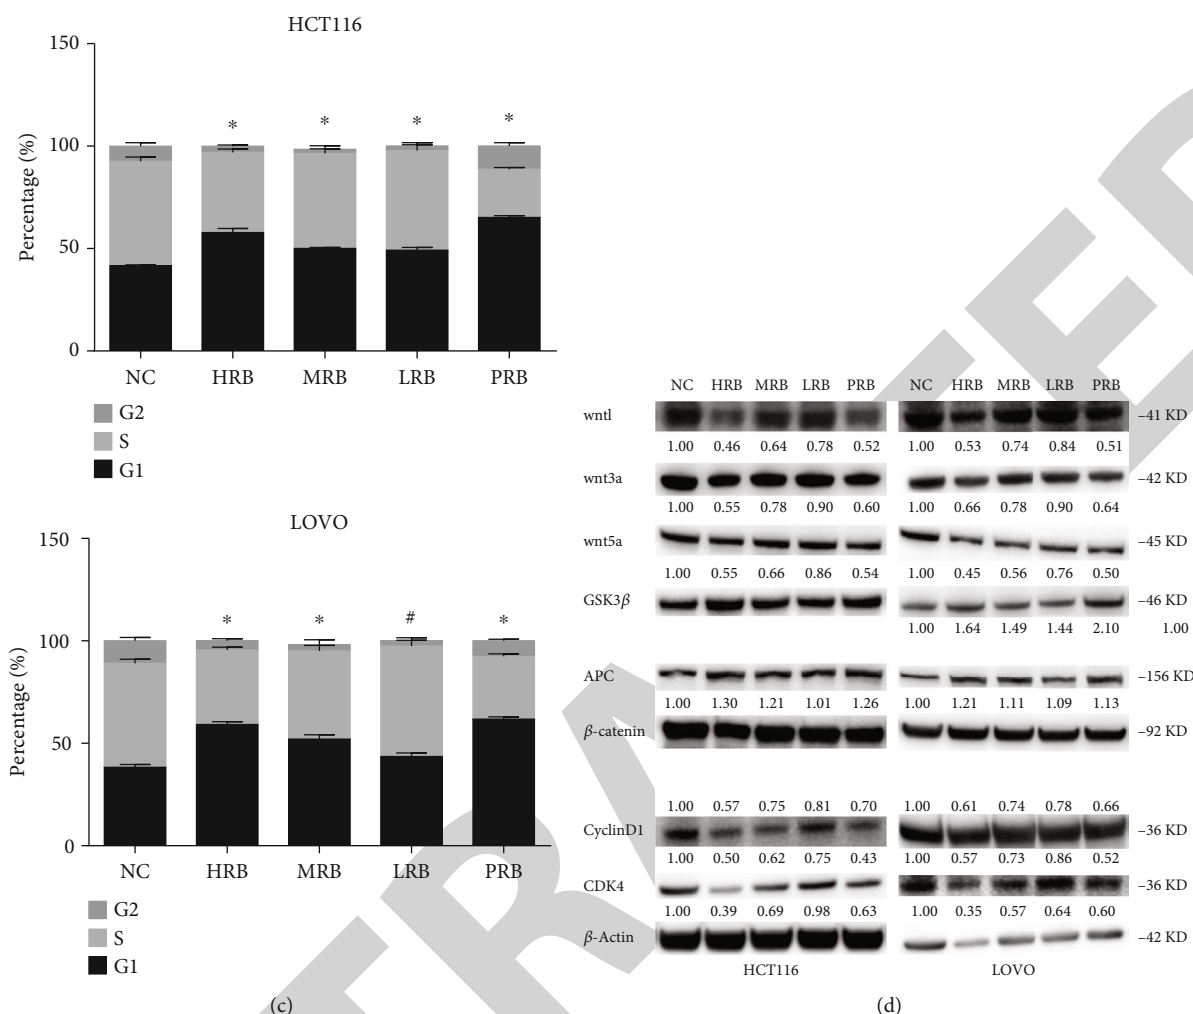 HCT116
150
100
50
0
Percentage (%)
* * * *
NC HRB MRB LRB PRB
G2
S
G1
LOVO
150
100
50
0
Percentage (%)
* * # *
NC HRB MRB LRB PRB
G2
S
G1
(c)
NC HRB MRB LRB PRB NC HRB MRB LRB PRB
wntl –41 KD
1.00 0.46 0.64 0.78 0.52 1.00 0.53 0.74 0.84 0.51
wnt3a –42 KD
1.00 0.55 0.78 0.90 0.60 1.00 0.66 0.78 0.90 0.64
wnt5a –45 KD
1.00 0.55 0.66 0.86 0.54 1.00 0.45 0.56 0.76 0.50
GSK3β –46 KD
1.00 1.64 1.49 1.44 2.10 1.00
APC –156 KD
1.00 1.30 1.21 1.01 1.26 1.00 1.21 1.11 1.09 1.13
β-catenin –92 KD
1.00 0.57 0.75 0.81 0.70 1.00 0.61 0.74 0.78 0.66
CyclinD1 –36 KD
1.00 0.50 0.62 0.75 0.43 1.00 0.57 0.73 0.86 0.52
CDK4 –36 KD
1.00 0.39 0.69 0.98 0.63 1.00 0.35 0.57 0.64 0.60
β-Actin –42 KD
HCT116 LOVO
(d)